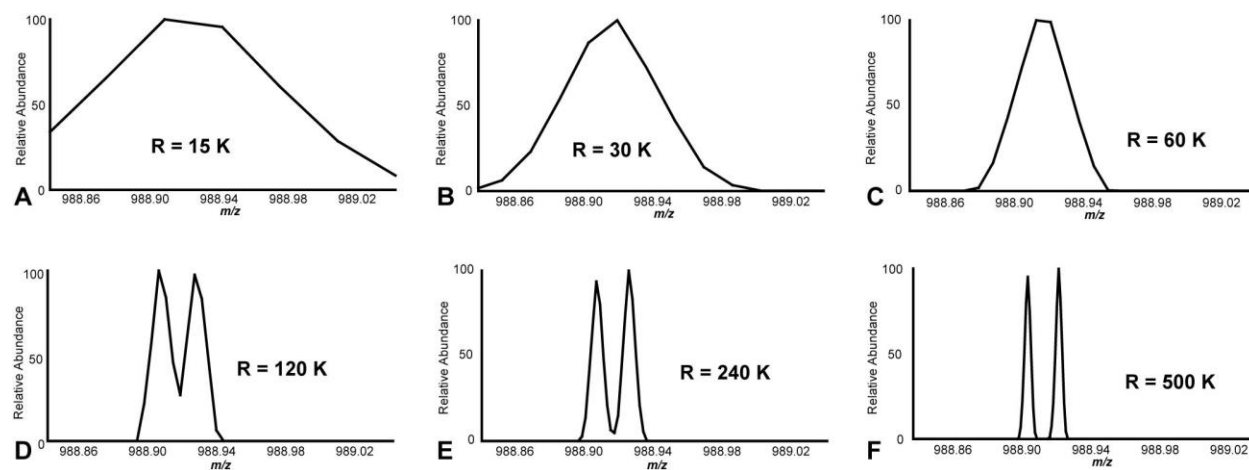 100
Relative Abundance
50
R = 15 K
0
A
988.86 988.90 988.94 988.98 989.02
m/z
100
Relative Abundance
50
R = 30 K
0
B
988.86 988.90 988.94 988.98 989.02
m/z
100
Relative Abundance
50
R = 60 K
0
C
988.86 988.90 988.94 988.98 989.02
m/z
100
Relative Abundance
50
R = 120 K
0
D
988.86 988.90 988.94 988.98 989.02
m/z
100
Relative Abundance
50
R = 240 K
0
E
988.86 988.90 988.94 988.98 989.02
m/z
100
Relative Abundance
50
R = 500 K
0
F
988.86 988.90 988.94 988.98 989.02
m/z